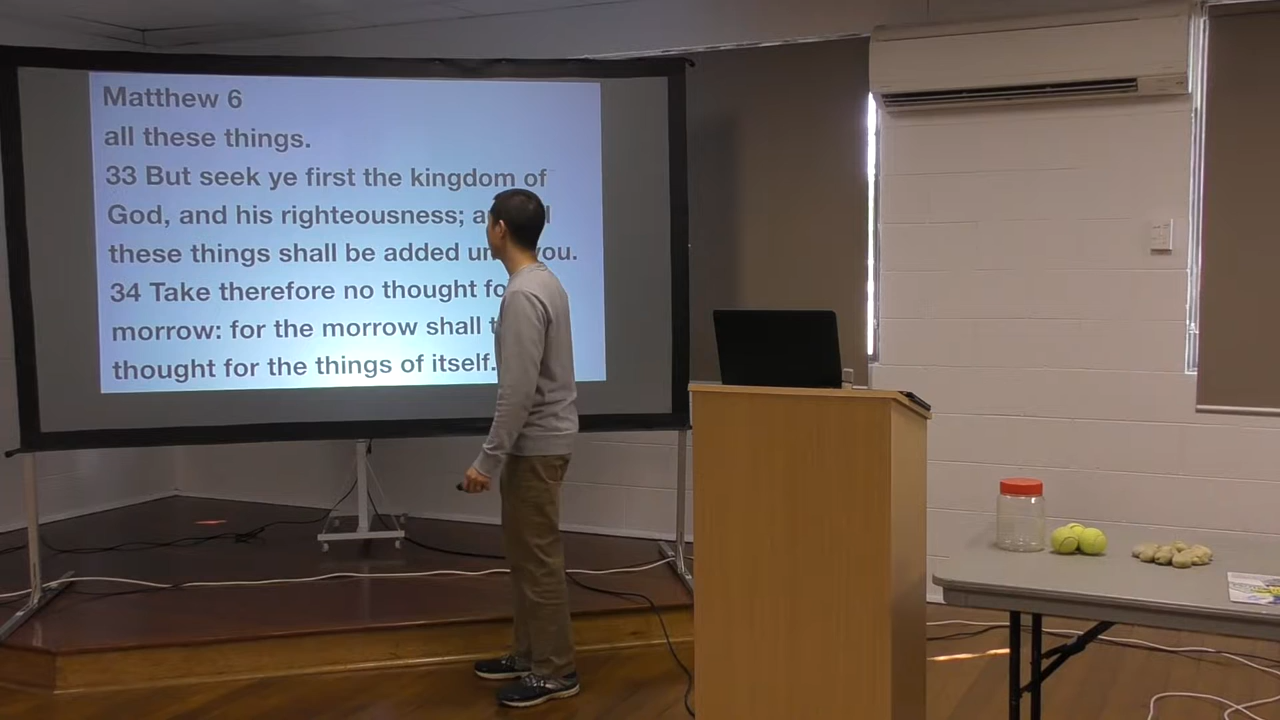 Matthew 6
all these things.
33 But seek ye first the kingdom of
God, and his righteousness;
these things shall be added you.
34 Take therefore no thought
morrow: for the morrow shall
thought for the things of itself.